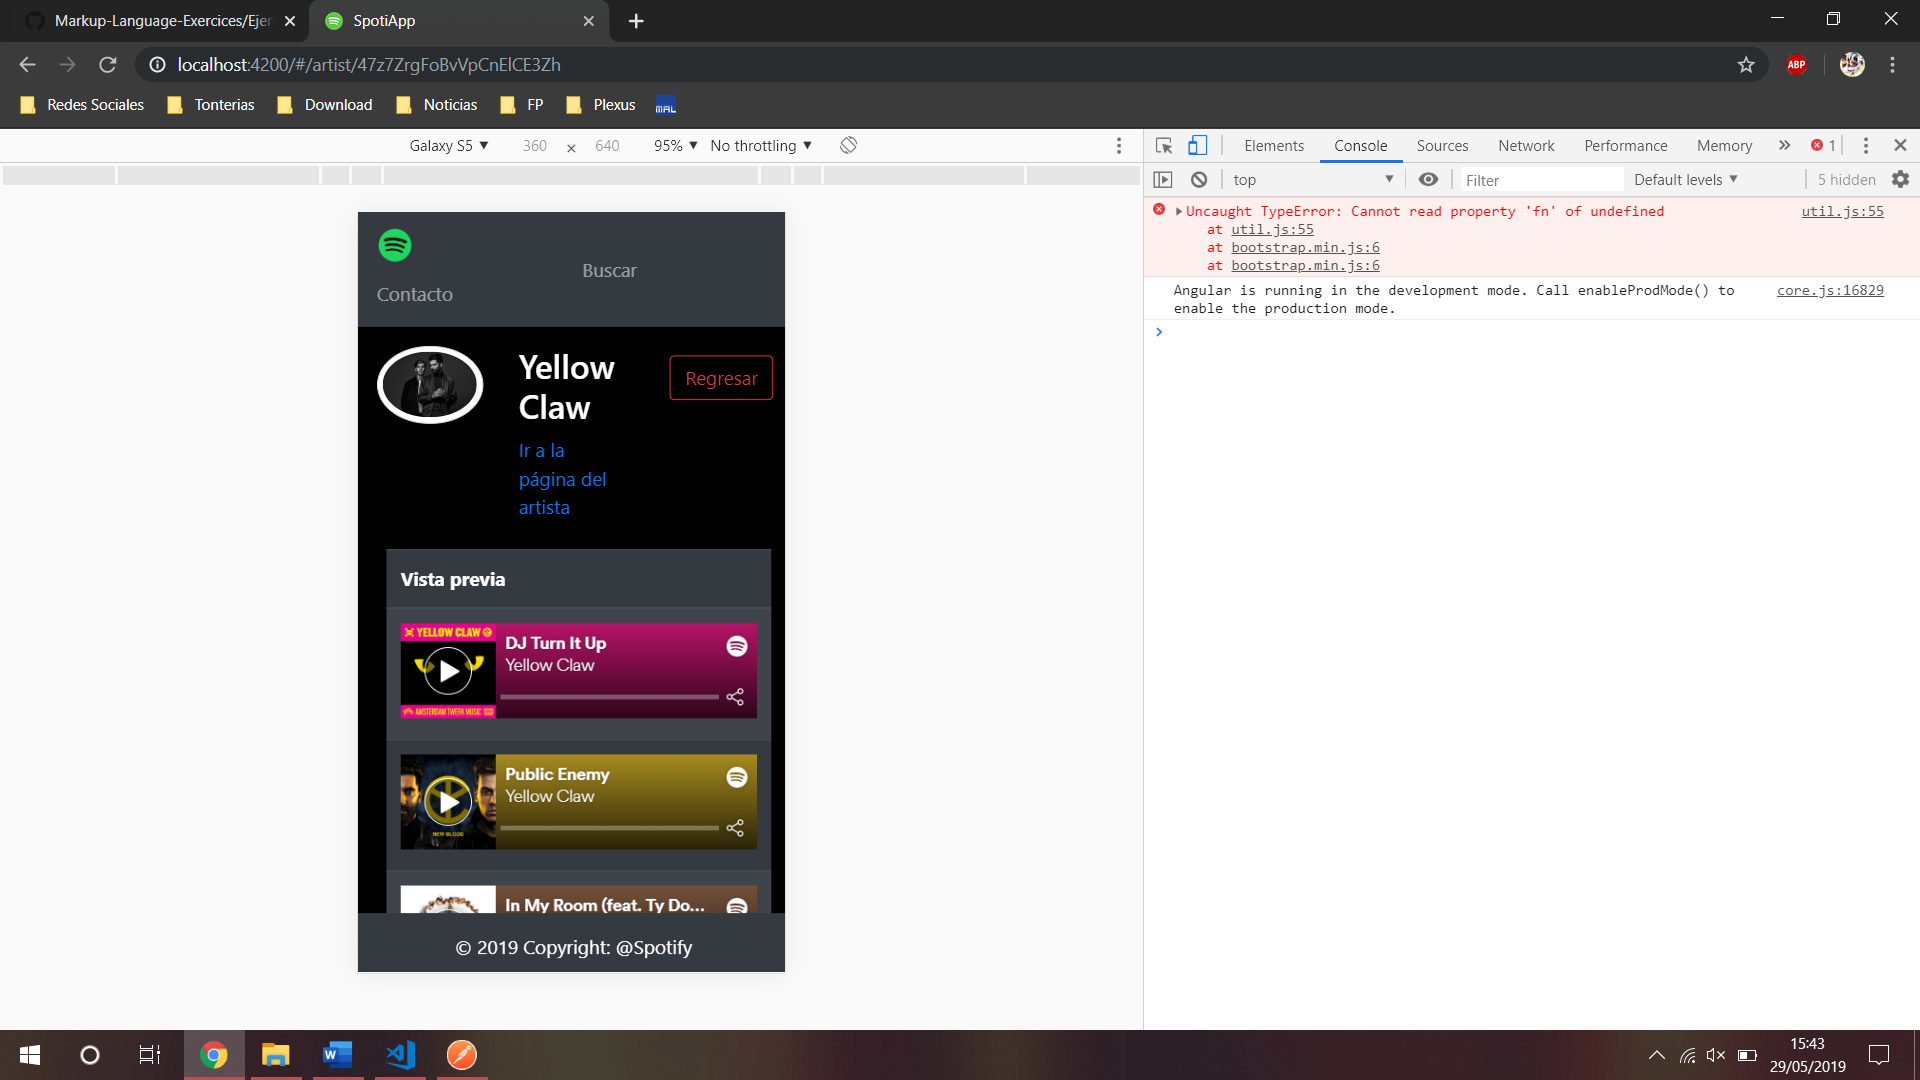 Markup-Language-Exercices/Ejer
SpotiApp
localhost:4200/#/artist/47z7ZrgFoBvVpCnElCE3Zh
ABP
Redes Sociales
Tonterias
Download
Noticias
FP
Plexus
MAL
Galaxy S5 ▼ 360 × 640 95% ▼ No throttling ▼
Elements Console Sources Network Performance Memory » 1
top ▼ Filter Default levels ▼ 5 hidden
Uncaught TypeError: Cannot read property 'fn' of undefined util.js:55
at util.js:55
at bootstrap.min.js:6
at bootstrap.min.js:6
Angular is running in the development mode. Call enableProdMode() to core.js:16829
enable the production mode.
Buscar
Contacto
Yellow
Claw
Regresar
Ir a la
página del
artista
Vista previa
YELLOW CLAW
AMSTERDAM TWERK MUSIC
DJ Turn It Up
Yellow Claw
NEW BLOOD
Public Enemy
Yellow Claw
In My Room (feat. Ty Do...
© 2019 Copyright: @Spotify
15:43
29/05/2019